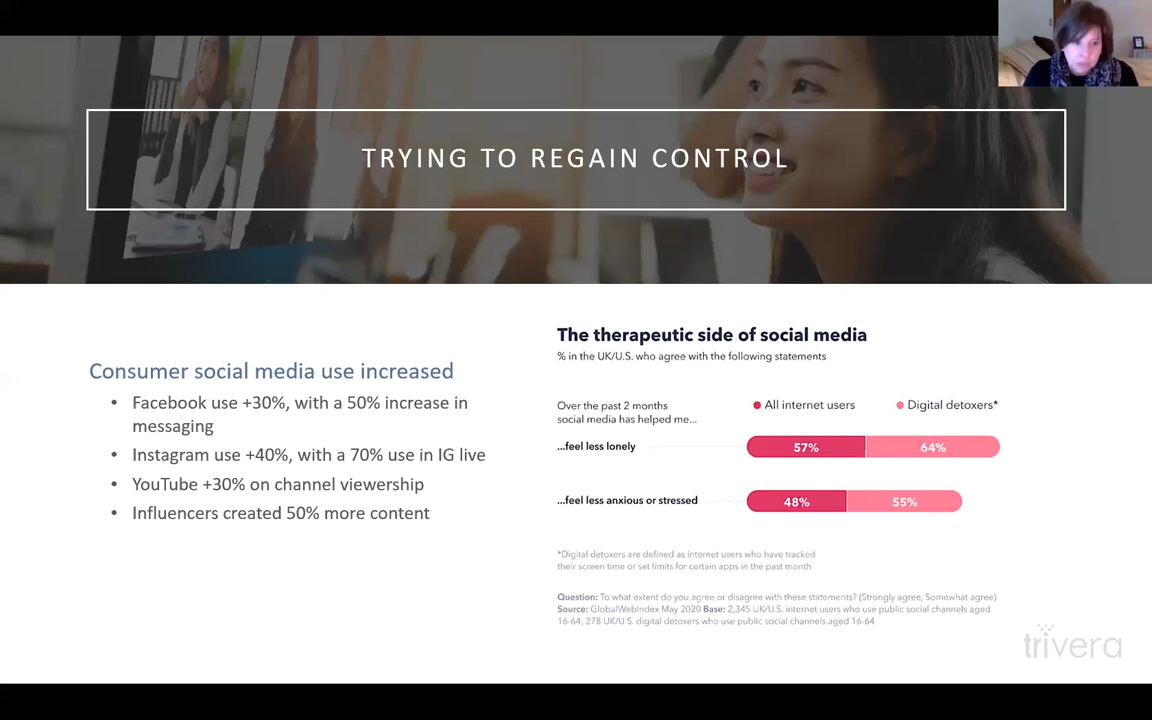 TRYING TO REGAIN CONTROL
Consumer social media use increased
• Facebook use +30%, with a 50% increase in
messaging
• Instagram use +40%, with a 70% use in IG live
• YouTube +30% on channel viewership
• Influencers created 50% more content
The therapeutic side of social media
% in the UK/U.S. who agree with the following statements
Over the past 2 months
social media has helped me...
All internet users
Digital detoxers*
...feel less lonely
57%
64%
...feel less anxious or stressed
48%
55%
*Digital detoxers are defined as internet users who have tracked
their screen time or set limits for certain apps in the past month
Question: To what extent do you agree or disagree with these statements? (Strongly agree, Somewhat agree)
Source: GlobalWebIndex May 2020 Base: 2,345 UK/U.S. internet users who use public social channels aged
16-64; 278 UK/U.S. digital detoxers who use public social channels aged 16-64
trivera